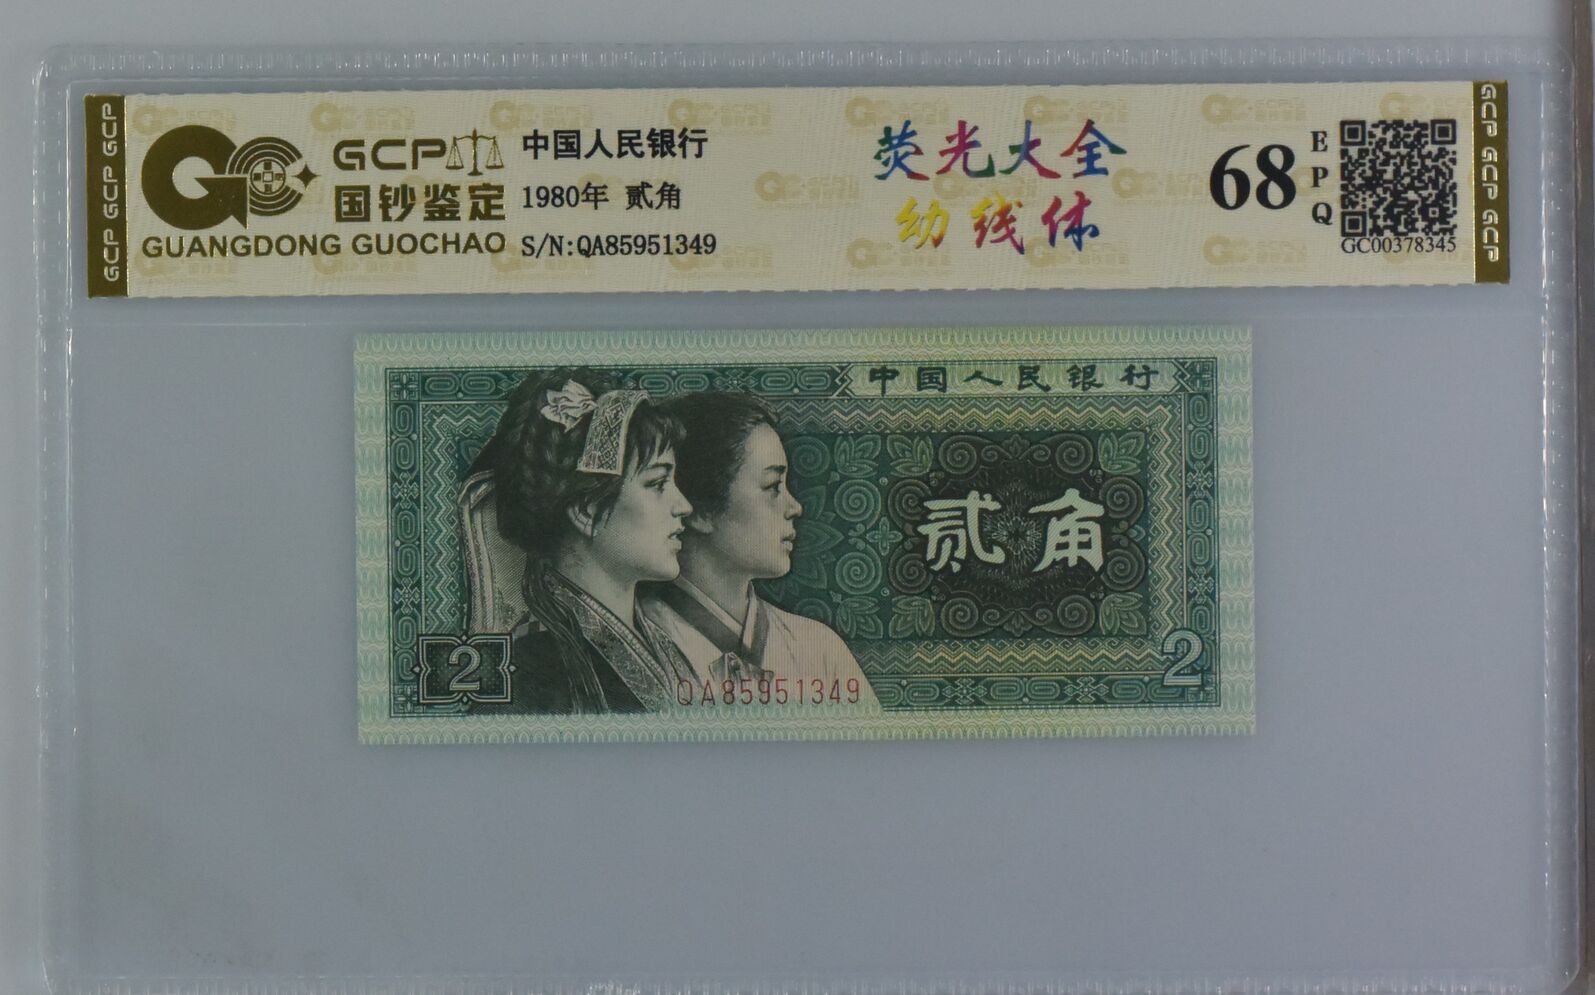 GCP GCP GCP
GCP
国钞鉴定
GUANGDONG GUOCHAO
中国人民银行
1980年 贰角
S/N:QA85951349
荧光大全
幼线体
68
EPQ
GC00378345
GCP GCP GCP
中国人民银行
贰角
2
2
QA85951349